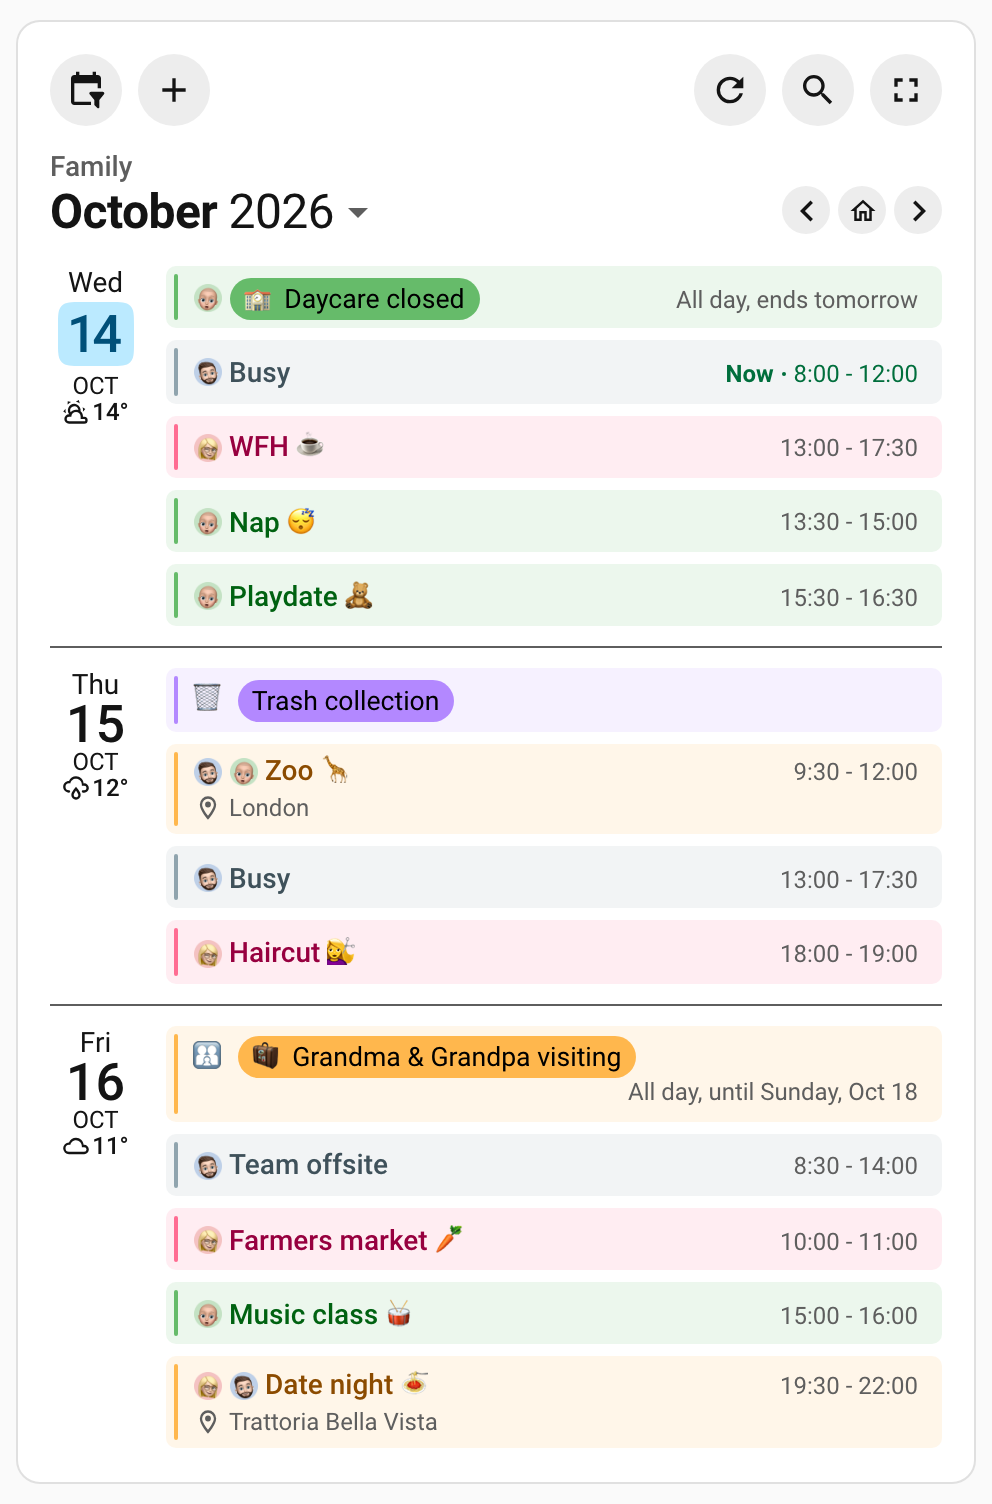 Family
October 2026
Wed
14
OCT
14°
Daycare closed All day, ends tomorrow
Busy Now · 8:00 - 12:00
WFH 13:00 - 17:30
Nap 13:30 - 15:00
Playdate 15:30 - 16:30
Thu
15
OCT
12°
Trash collection
Zoo 9:30 - 12:00
London
Busy 13:00 - 17:30
Haircut 18:00 - 19:00
Fri
16
OCT
11°
Grandma & Grandpa visiting
All day, until Sunday, Oct 18
Team offsite 8:30 - 14:00
Farmers market 10:00 - 11:00
Music class 15:00 - 16:00
Date night 19:30 - 22:00
Trattoria Bella Vista